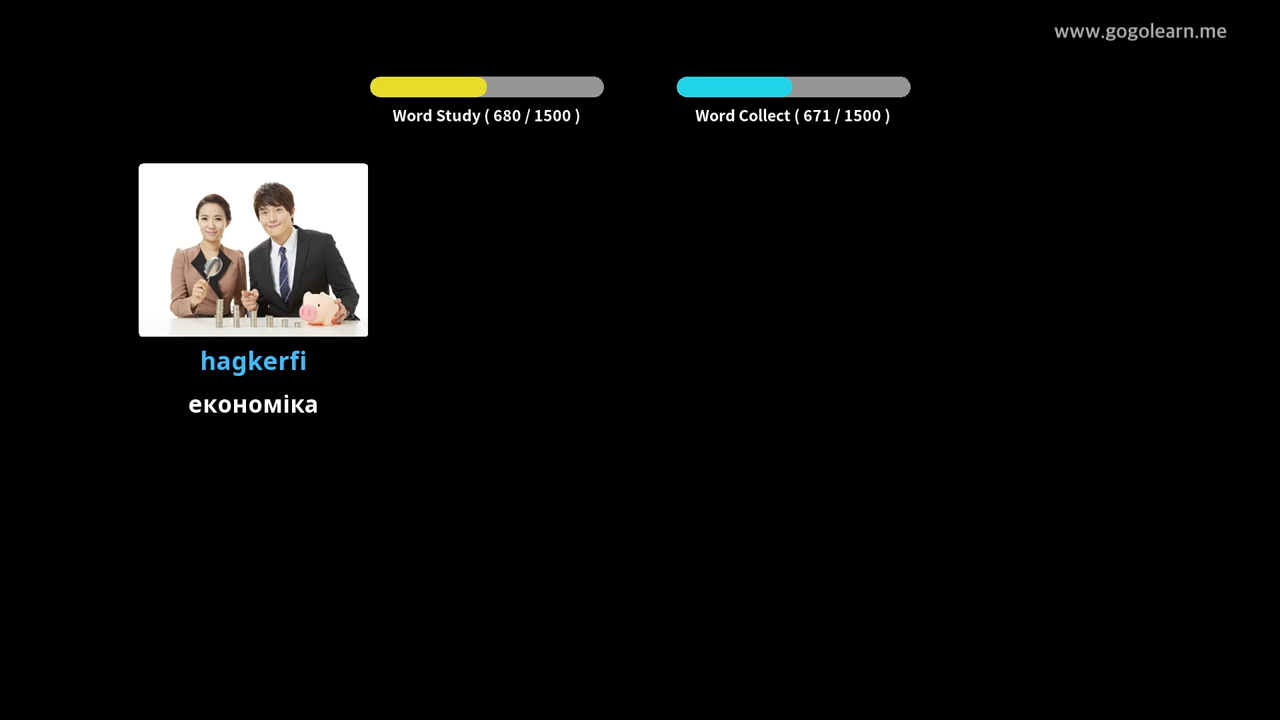 www.gogolearn.me
Word Study ( 680 / 1500 )
Word Collect ( 671 / 1500 )
hagkerfi
економіка